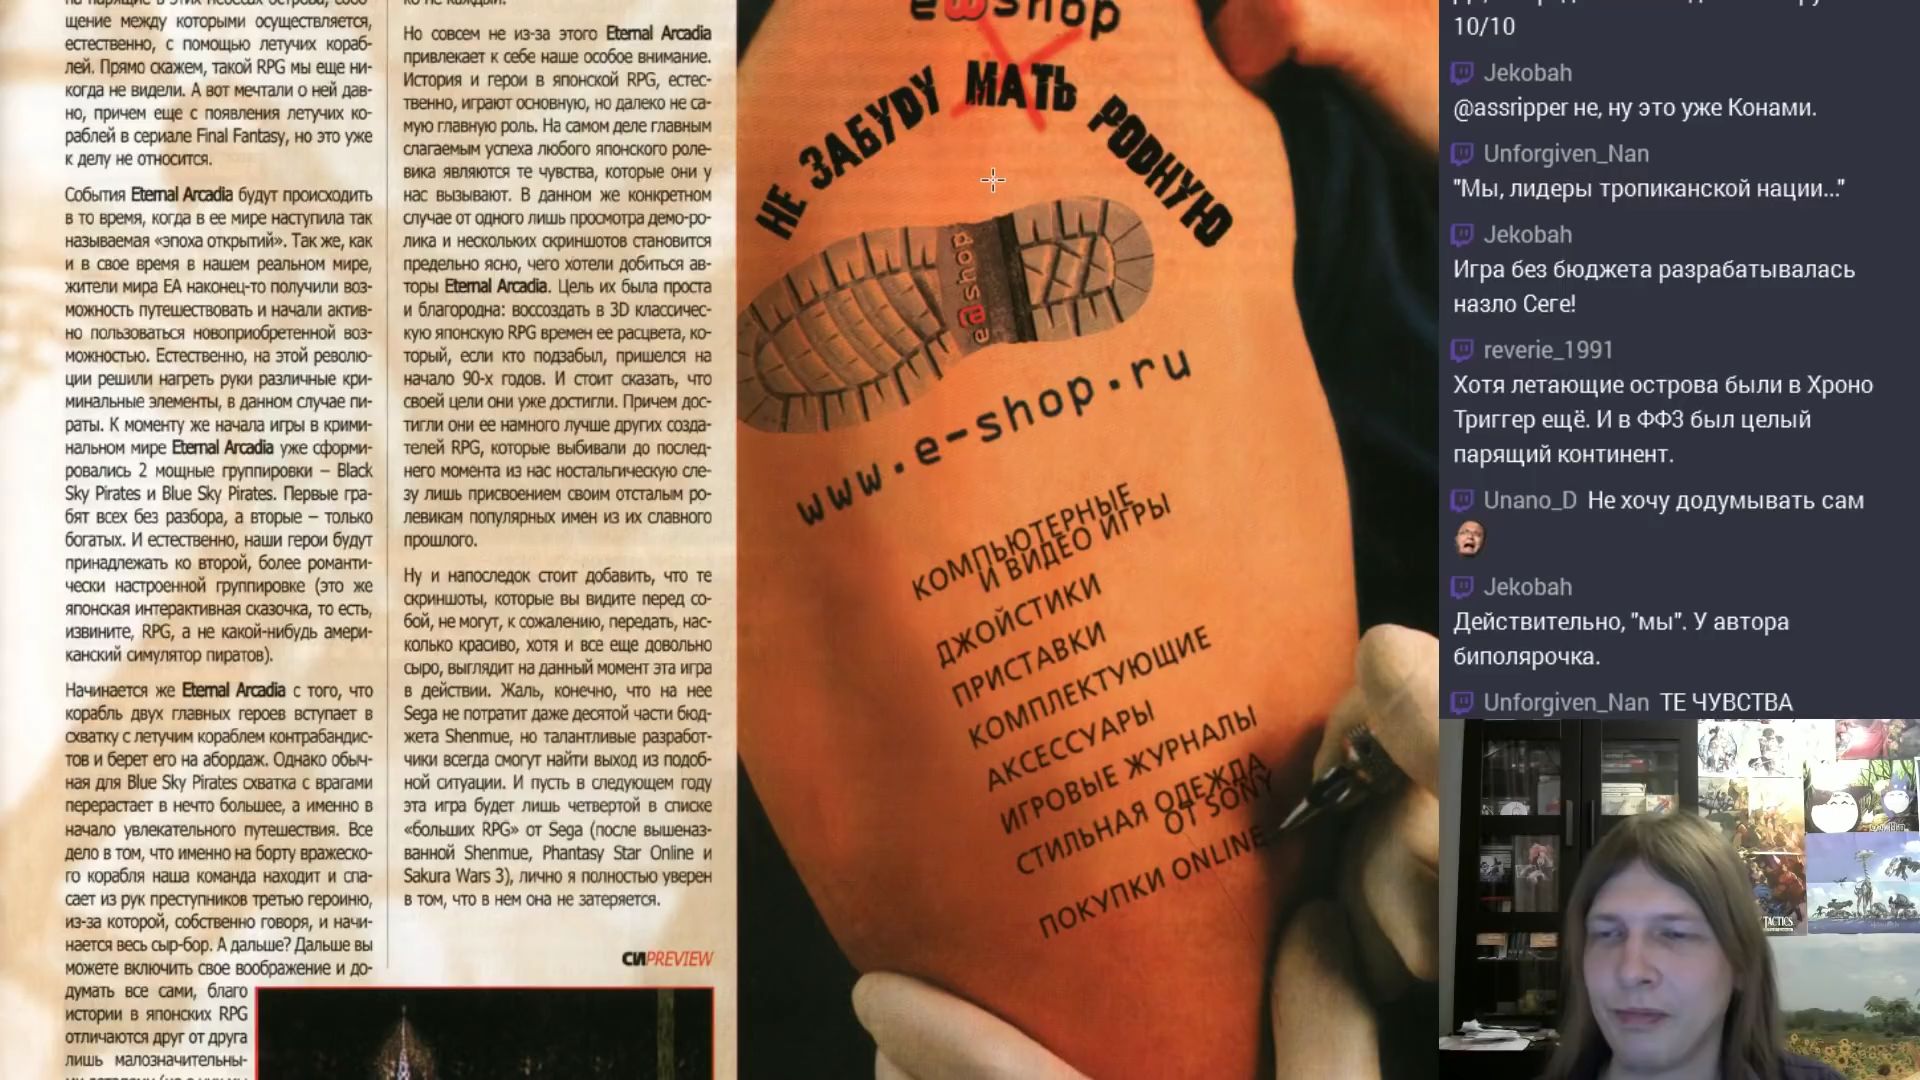 щение между которыми осуществляется,
естественно, с помощью летучих кораб-
лей. Прямо скажем, такой RPG мы еще ни-
когда не видели. А вот мечтали о ней дав-
но, причем еще с появления летучих ко-
раблей в сериале Final Fantasy, но это уже
к делу не относится.
События Eternal Arcadia будут происходить
в то время, когда в ее мире наступила так
называемая «эпоха открытий». Так же, как
и в свое время в нашем реальном мире,
жители мира EA наконец-то получили воз-
можность путешествовать и начали актив-
но пользоваться новоприобретенной воз-
можностью. Естественно, на этой револю-
ции решили нагреть руки различные кри-
минальные элементы, в данном случае пи-
раты. К моменту же начала игры в крими-
нальном мире Eternal Arcadia уже сформи-
ровались 2 мощные группировки – Black
Sky Pirates и Blue Sky Pirates. Первые гра-
бят всех без разбора, а вторые – только
богатых. И естественно, наши герои будут
принадлежать ко второй, более романти-
чески настроенной группировке (это же
японская интерактивная сказочка, то есть,
извините, RPG, а не какой-нибудь амери-
канский симулятор пиратов).
Начинается же Eternal Arcadia с того, что
корабль двух главных героев вступает в
схватку с летучим кораблем контрабандис-
тов и берет его на абордаж. Однако обыч-
ная для Blue Sky Pirates схватка с врагами
перерастает в нечто большее, а именно в
начало увлекательного путешествия. Все
дело в том, что именно на борту вражеско-
го корабля наша команда находит и спа-
сает из рук преступников третью героиню,
из-за которой, собственно говоря, и начи-
нается весь сыр-бор. А дальше? Дальше вы
можете включить свое воображение и до-
думать все сами, благо
истории в японских RPG
отличаются друг от друга
лишь малозначительны-
Но совсем не из-за этого Eternal Arcadia
привлекает к себе наше особое внимание.
История и герои в японской RPG, естес-
твенно, играют основную, но далеко не са-
мую главную роль. На самом деле главным
слагаемым успеха любого японского роле-
вика являются те чувства, которые они у
нас вызывают. В данном же конкретном
случае от одного лишь просмотра демо-ро-
лика и нескольких скриншотов становится
предельно ясно, чего хотели добиться ав-
торы Eternal Arcadia. Цель их была проста
и благородна: воссоздать в 3D классичес-
кую японскую RPG времен ее расцвета, ко-
торый, если кто подзабыл, пришелся на
начало 90-х годов. И стоит сказать, что
своей цели они уже достигли. Причем дос-
тигли они ее намного лучше других созда-
телей RPG, которые выбивали до послед-
него момента из нас ностальгическую сле-
зу лишь присвоением своим отсталым ро-
левикам популярных имен из их славного
прошлого.
Ну и напоследок стоит добавить, что те
скриншоты, которые вы видите перед со-
бой, не могут, к сожалению, передать, нас-
колько красиво, хотя и все еще довольно
сыро, выглядит на данный момент эта игра
в действии. Жаль, конечно, что на нее
Sega не потратит даже десятой части бюд-
жета Shenmue, но талантливые разработ-
чики всегда смогут найти выход из подоб-
ной ситуации. И пусть в следующем году
эта игра будет лишь четвертой в списке
«больших RPG» от Sega (после вышеназ-
ванной Shenmue, Phantasy Star Online и
Sakura Wars 3), лично я полностью уверен
в том, что в нем она не затеряется.
СИPREVIEW
shop
НЕ ЗАБУДУ МАТЬ РОДНУЮ
e@shop
www.e-shop.ru
КОМПЬЮТЕРНЫЕ
И ВИДЕО ИГРЫ
ДЖОЙСТИКИ
ПРИСТАВКИ
КОМПЛЕКТУЮЩИЕ
АКСЕССУАРЫ
ИГРОВЫЕ ЖУРНАЛЫ
СТИЛЬНАЯ ОДЕЖДА
ОТ SONY
ПОКУПКИ ONLINE
10/10
Jekobah
@assripper не, ну это уже Конами.
Unforgiven_Nan
"Мы, лидеры тропиканской нации..."
Jekobah
Игра без бюджета разрабатывалась
назло Сеге!
reverie_1991
Хотя летающие острова были в Хроно
Триггер ещё. И в ФФ3 был целый
парящий континент.
Unano_D Не хочу додумывать сам
Jekobah
Действительно, "мы". У автора
биполярочка.
Unforgiven_Nan ТЕ ЧУВСТВА
TACTICS